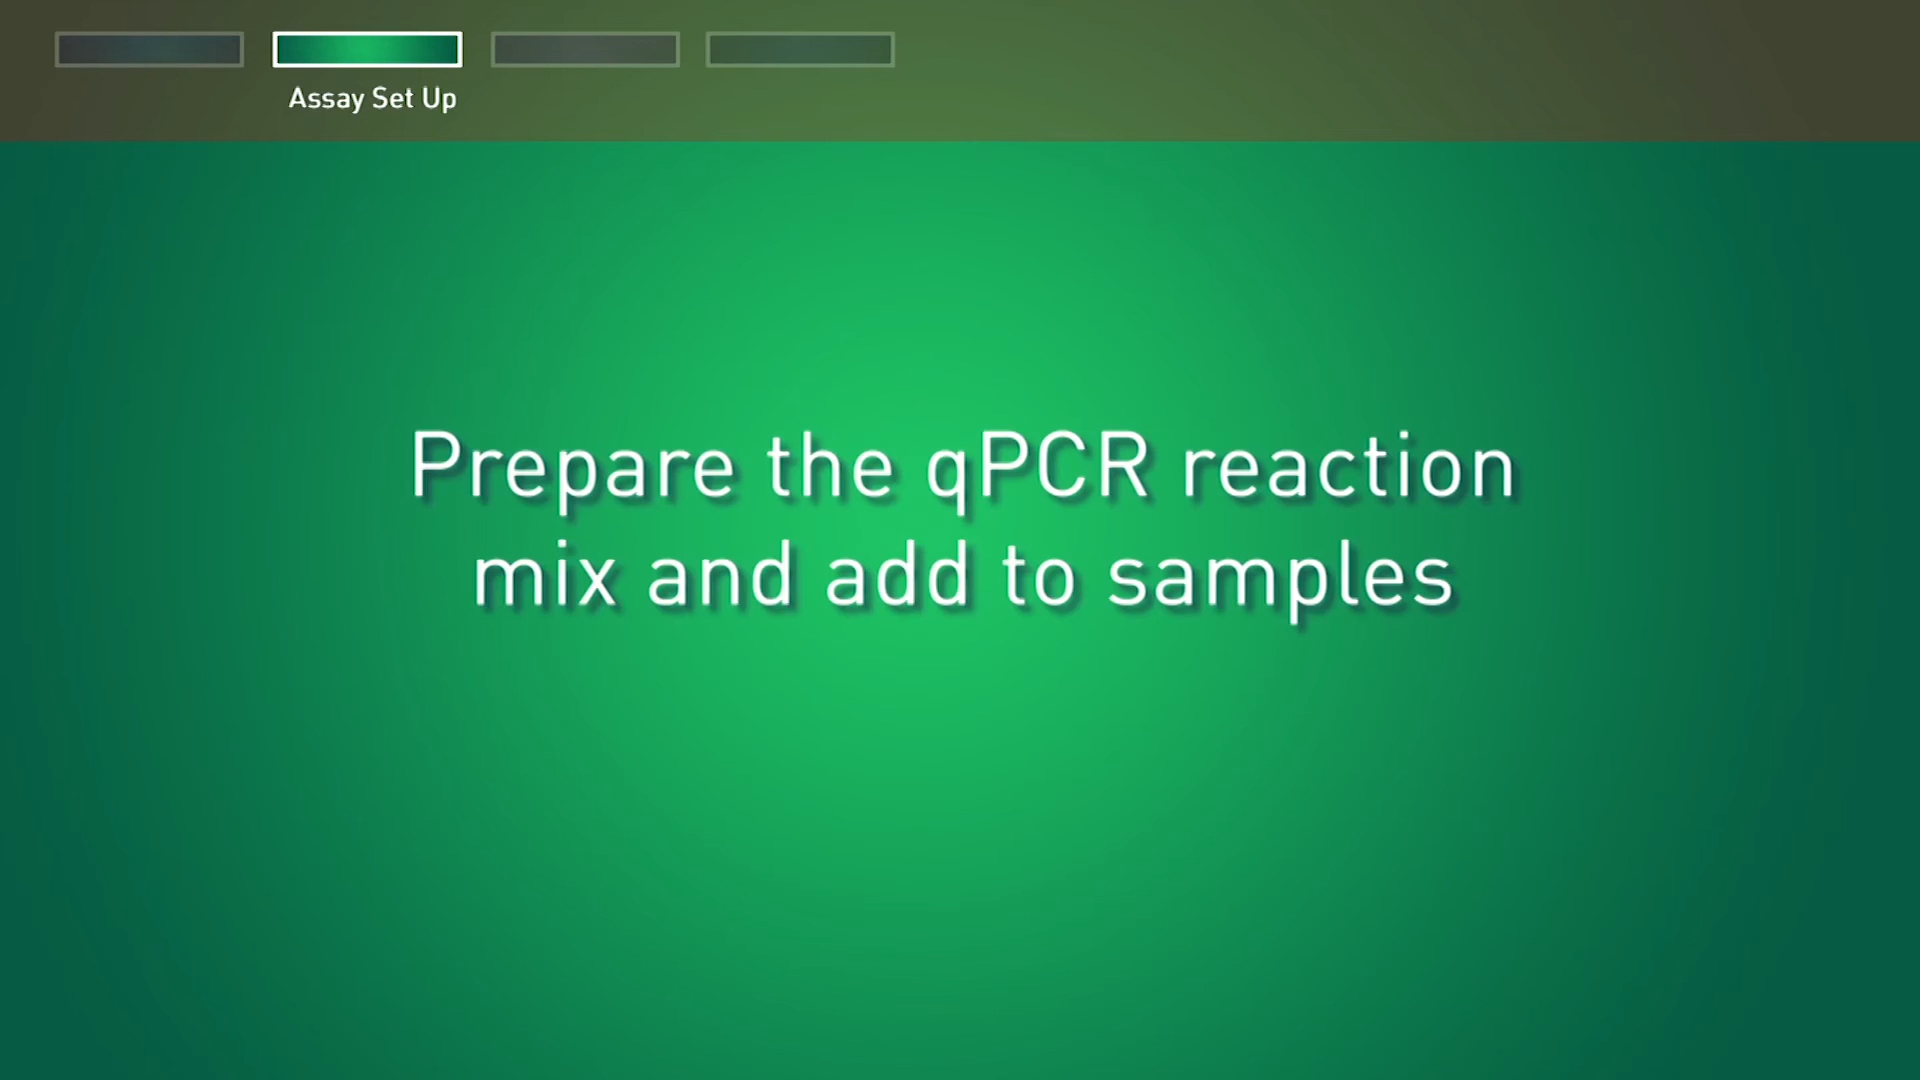 Assay Set Up
Prepare the qPCR reaction
mix and add to samples